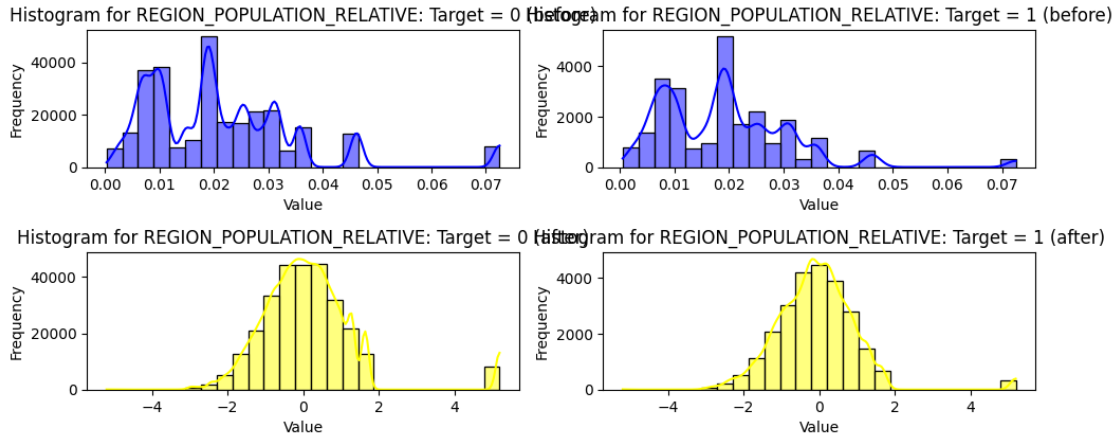 Histogram for REGION_POPULATION_RELATIVE: Target = 0 (before)
Histogram for REGION_POPULATION_RELATIVE: Target = 1 (before)
Frequency
40000
20000
0
0.00 0.01 0.02 0.03 0.04 0.05 0.06 0.07
Value
Frequency
4000
2000
0
0.00 0.01 0.02 0.03 0.04 0.05 0.06 0.07
Value
Histogram for REGION_POPULATION_RELATIVE: Target = 0 (after)
Histogram for REGION_POPULATION_RELATIVE: Target = 1 (after)
Frequency
40000
20000
0
−4 −2 0 2 4
Value
Frequency
4000
2000
0
−4 −2 0 2 4
Value